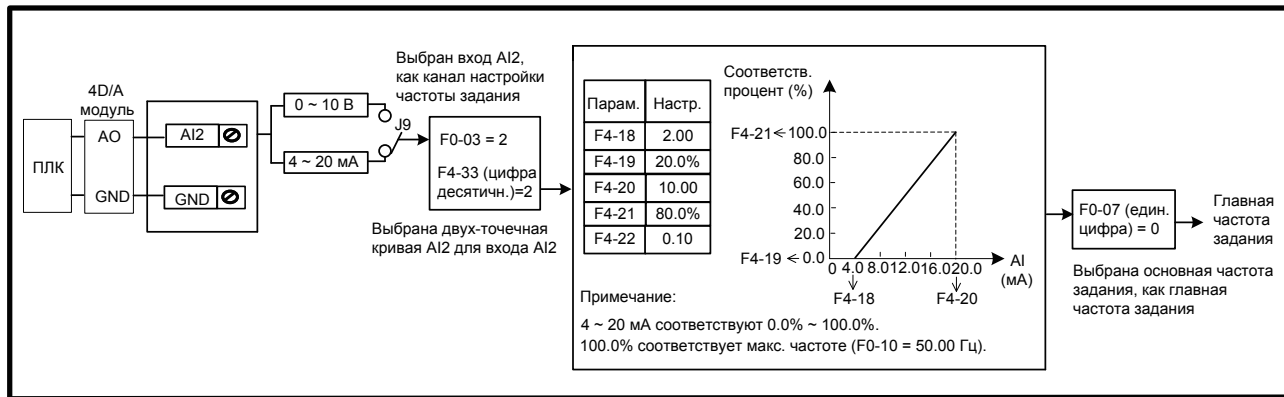 ПЛК
4D/A
модуль
AO
GND
AI2
GND
0 ~ 10 В
4 ~ 20 мА
J9
Выбран вход AI2,
как канал настройки
частоты задания
F0-03 = 2
F4-33 (цифра
десятичн.)=2
Выбрана двух-точечная
кривая AI2 для входа AI2
Парам. Настр.
F4-18 2.00
F4-19 20.0%
F4-20 10.00
F4-21 80.0%
F4-22 0.10
Соответств.
процент (%)
F4-21 100.0
80.0
60.0
40.0
20.0
F4-19 0.0
0 4.0 8.0 12.0 16.0 20.0 AI
(мА)
F4-18 F4-20
Примечание:
4 ~ 20 мА соответствуют 0.0% ~ 100.0%.
100.0% соответствует макс. частоте (F0-10 = 50.00 Гц).
F0-07 (един.
цифра) = 0
Главная
частота
задания
Выбрана основная частота
задания, как главная
частота задания